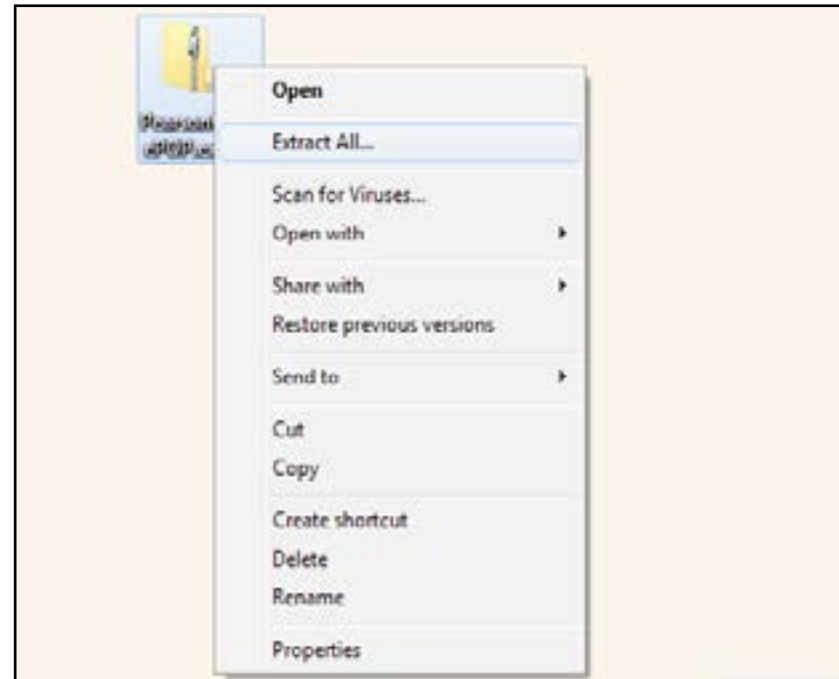 Open
Extract All...
Scan for Viruses...
Open with
Share with
Restore previous versions
Send to
Cut
Copy
Create shortcut
Delete
Rename
Properties